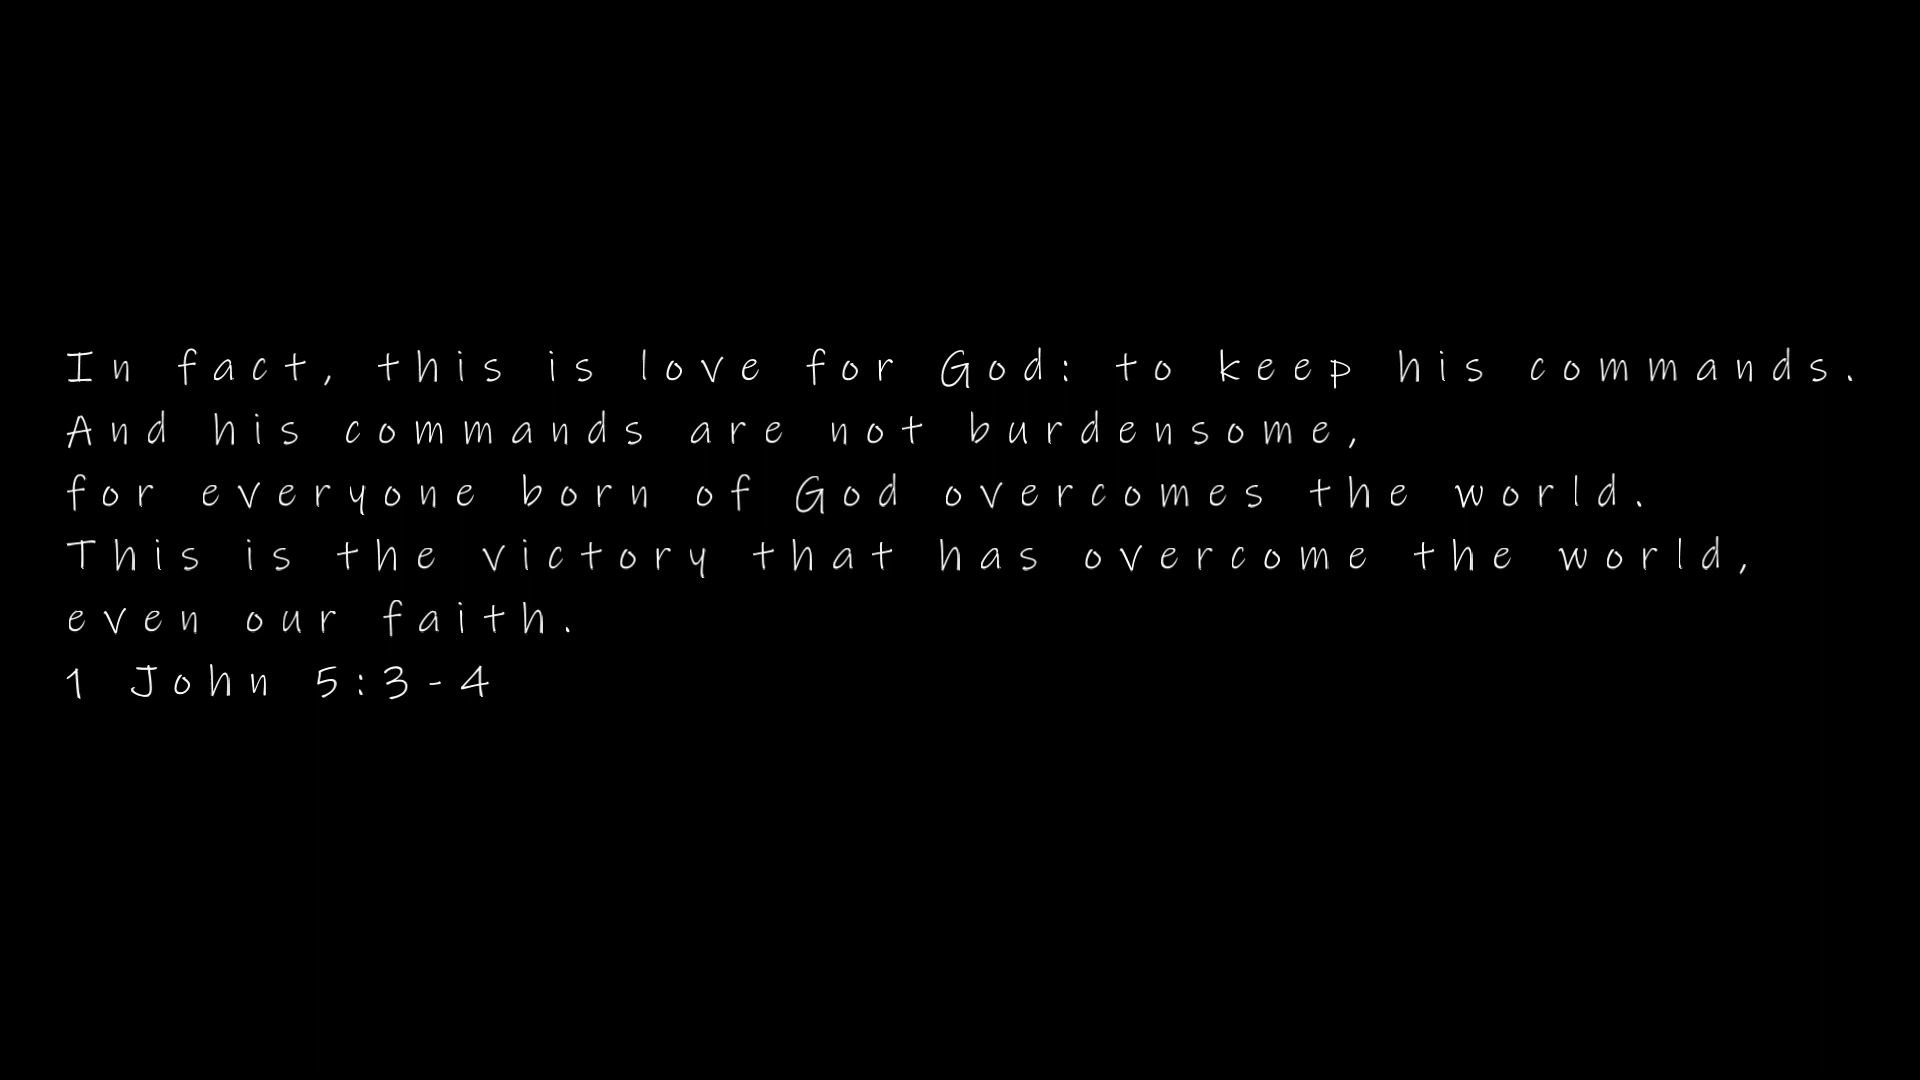 In fact, this is love for God: to keep his commands.
And his commands are not burdensome,
for everyone born of God overcomes the world.
This is the victory that has overcome the world,
even our faith.
1 John 5:3-4